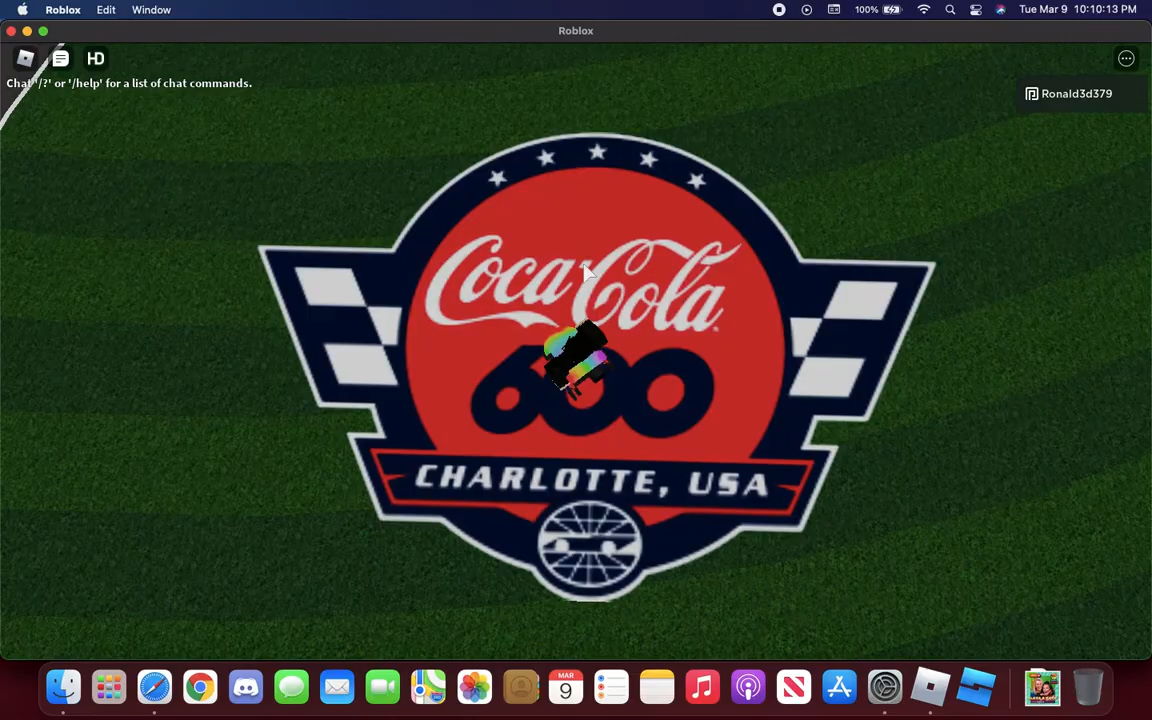 Roblox Edit Window 100% Tue Mar 9 10:10:13 PM
Roblox
HD
Chat '/?' or '/help' for a list of chat commands.
Ronald3d379
Coca-Cola
600
CHARLOTTE, USA
MAR
9